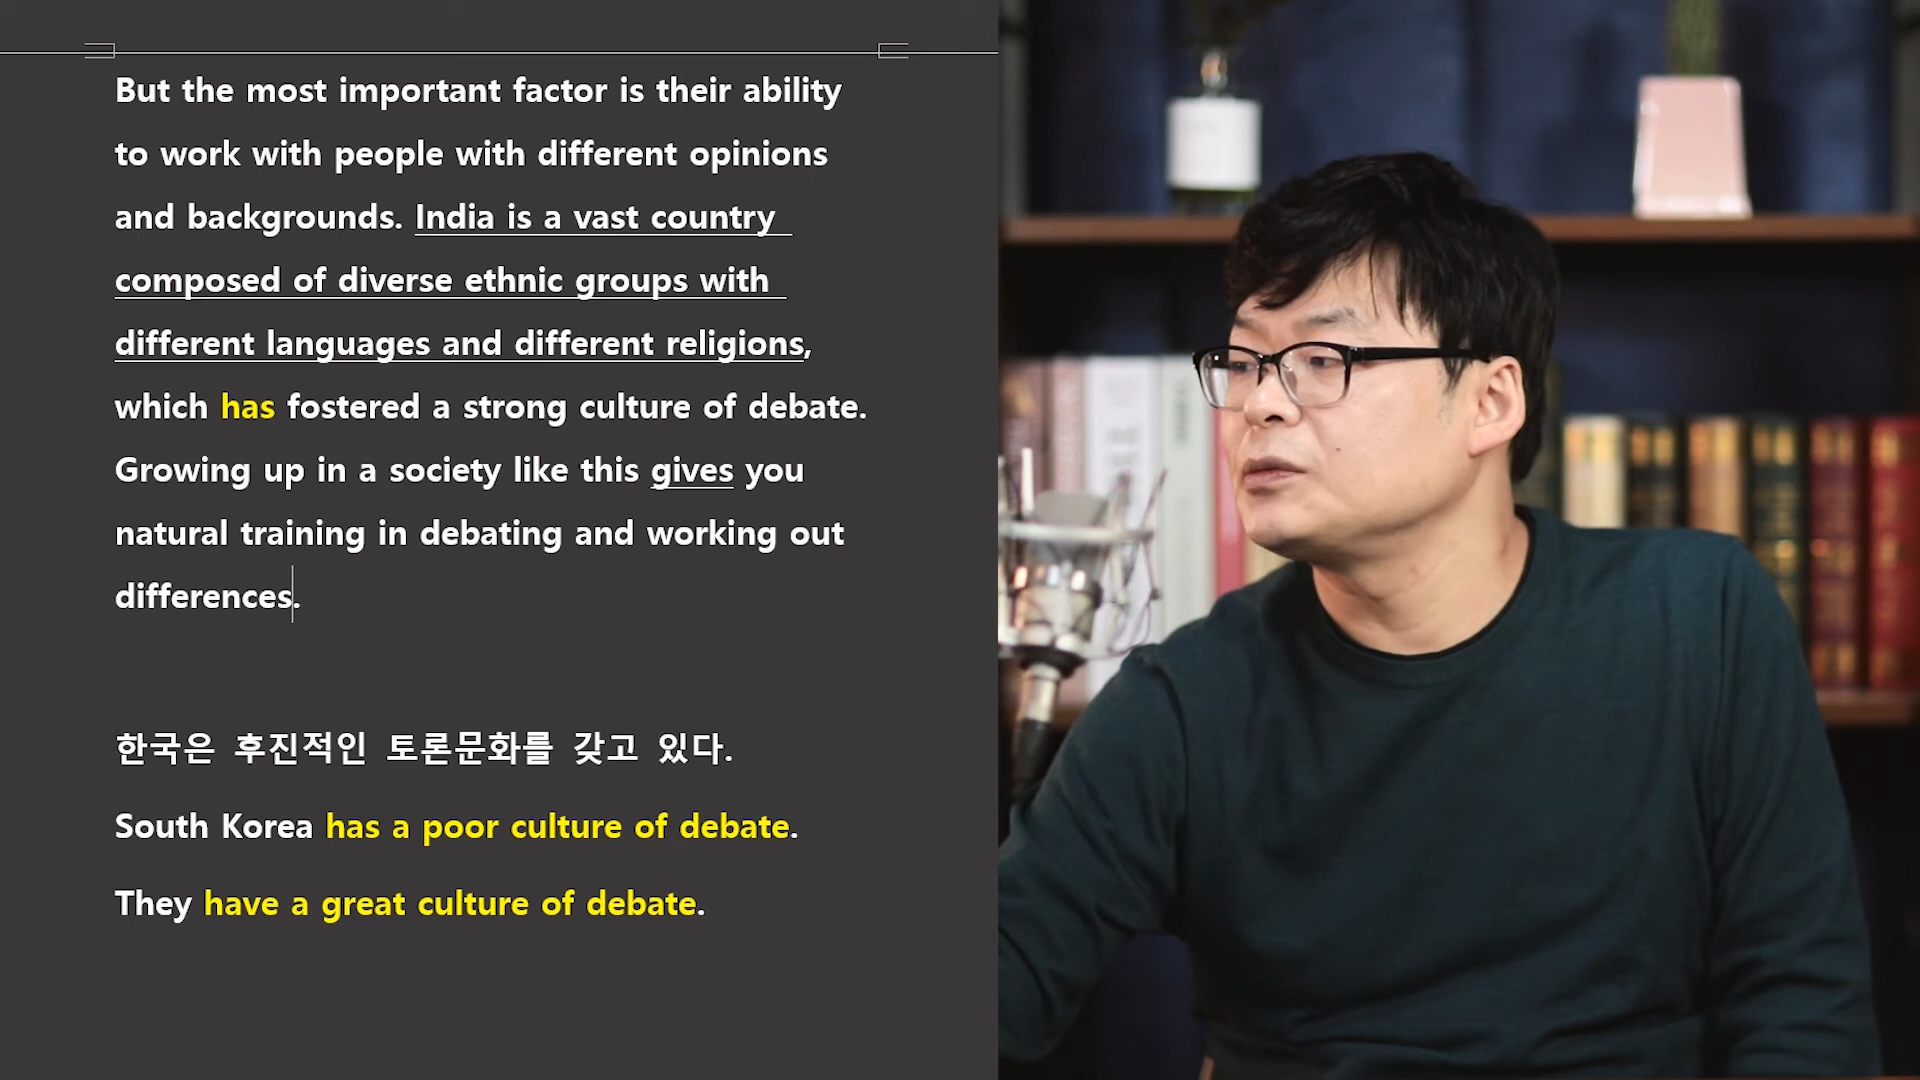 But the most important factor is their ability
to work with people with different opinions
and backgrounds. India is a vast country
composed of diverse ethnic groups with
different languages and different religions,
which has fostered a strong culture of debate.
Growing up in a society like this gives you
natural training in debating and working out
differences.
한국은 후진적인 토론문화를 갖고 있다.
South Korea has a poor culture of debate.
They have a great culture of debate.